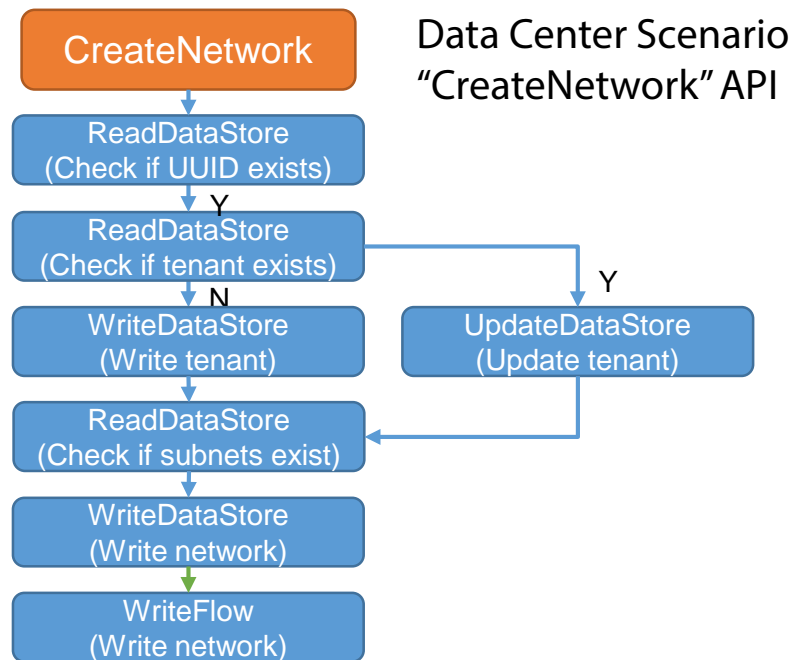 CreateNetwork
Data Center Scenario
“CreateNetwork” API
ReadDataStore
(Check if UUID exists)
Y
ReadDataStore
(Check if tenant exists)
N
Y
WriteDataStore
(Write tenant)
UpdateDataStore
(Update tenant)
ReadDataStore
(Check if subnets exist)
WriteDataStore
(Write network)
WriteFlow
(Write network)